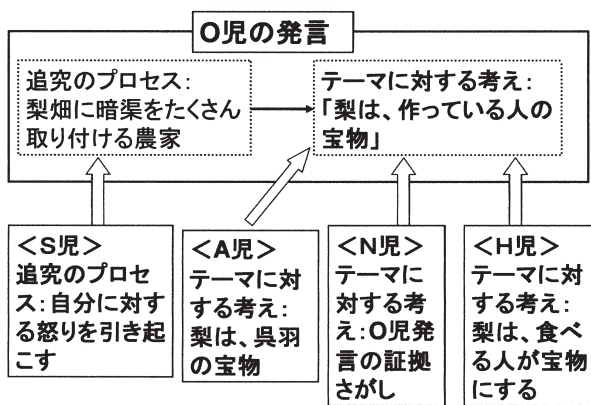 O児の発言
追究のプロセス:
梨畑に暗渠をたくさん
取り付ける農家
テーマに対する考え:
「梨は、作っている人の
宝物」
<S児>
追究のプロセ
ス:自分に対す
る怒りを引き起
こす
<A児>
テーマに対
する考え:
梨は、呉羽
の宝物
<N児>
テーマに
対する考
え:O児発
言の証拠
さがし
<H児>
テーマに対
する考え:
梨は、食べ
る人が宝物
にする